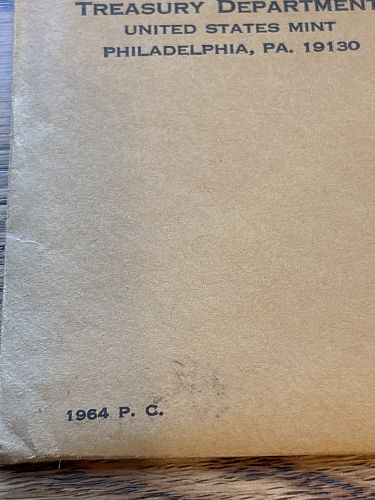 TREASURY DEPARTMENT
UNITED STATES MINT
PHILADELPHIA, PA. 19130
1964 P. C.